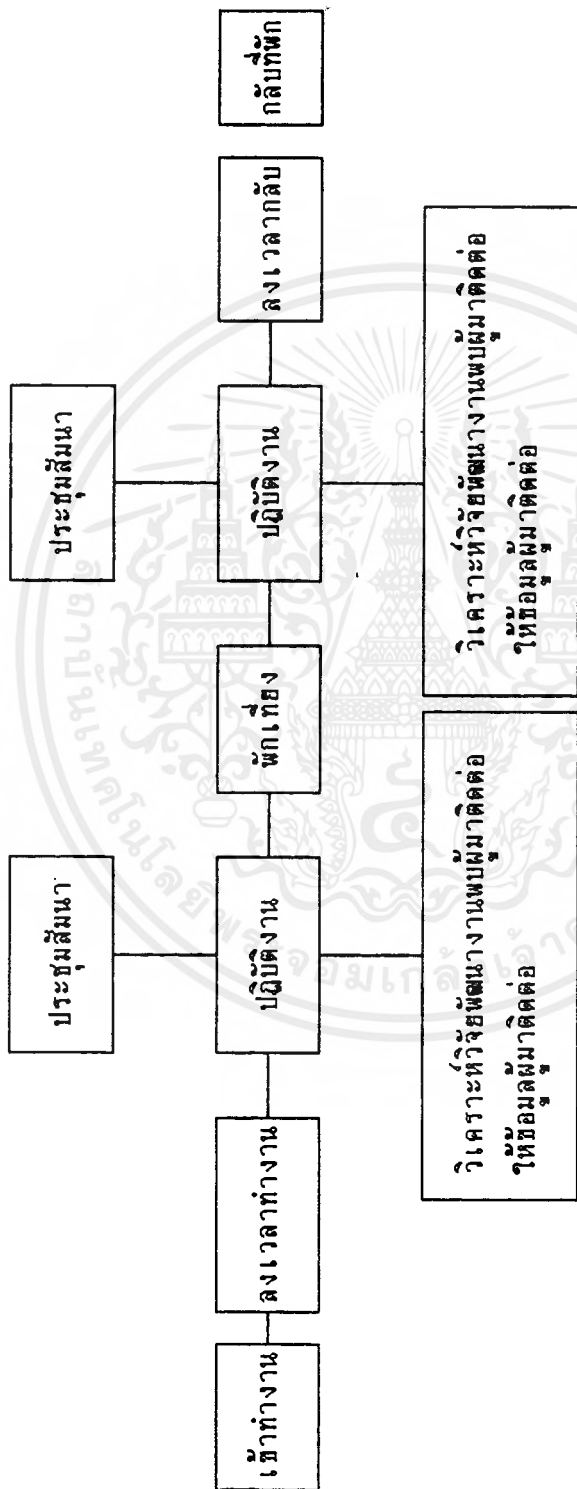 ประชุมสัมนา
ประชุมสัมนา
เข้าทำงาน
ลงเวลาทำงาน
ปฏิบัติงาน
พักเที่ยง
ปฏิบัติงาน
ลงเวลากลับ
กลับที่พัก
วิเคราะห์วิจัยพัฒนางานพบผู้มาติดต่อ
ให้ข้อมูลผู้มาติดต่อ
วิเคราะห์วิจัยพัฒนางานพบผู้มาติดต่อ
ให้ข้อมูลผู้มาติดต่อ